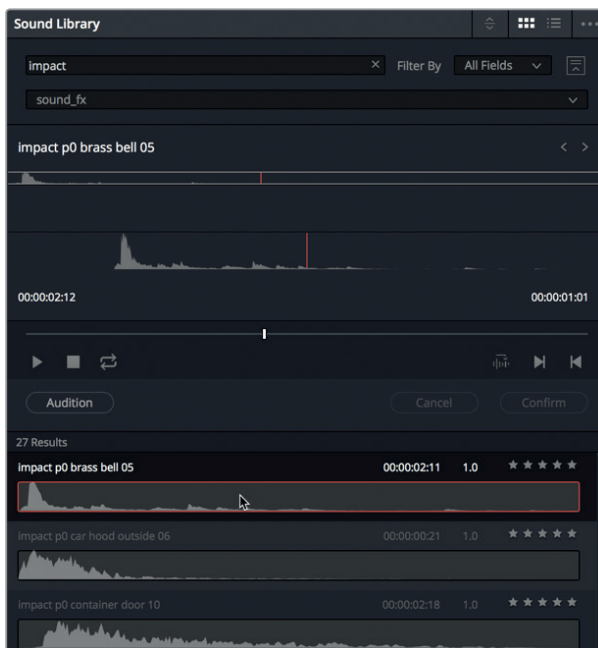 Sound Library
impact Filter By All Fields
sound_fx
impact p0 brass bell 05
00:00:02:12 00:00:01:01
Audition Cancel Confirm
27 Results
impact p0 brass bell 05 00:00:02:11 1.0
impact p0 car hood outside 06 00:00:00:21 1.0
impact p0 container door 10 00:00:02:18 1.0